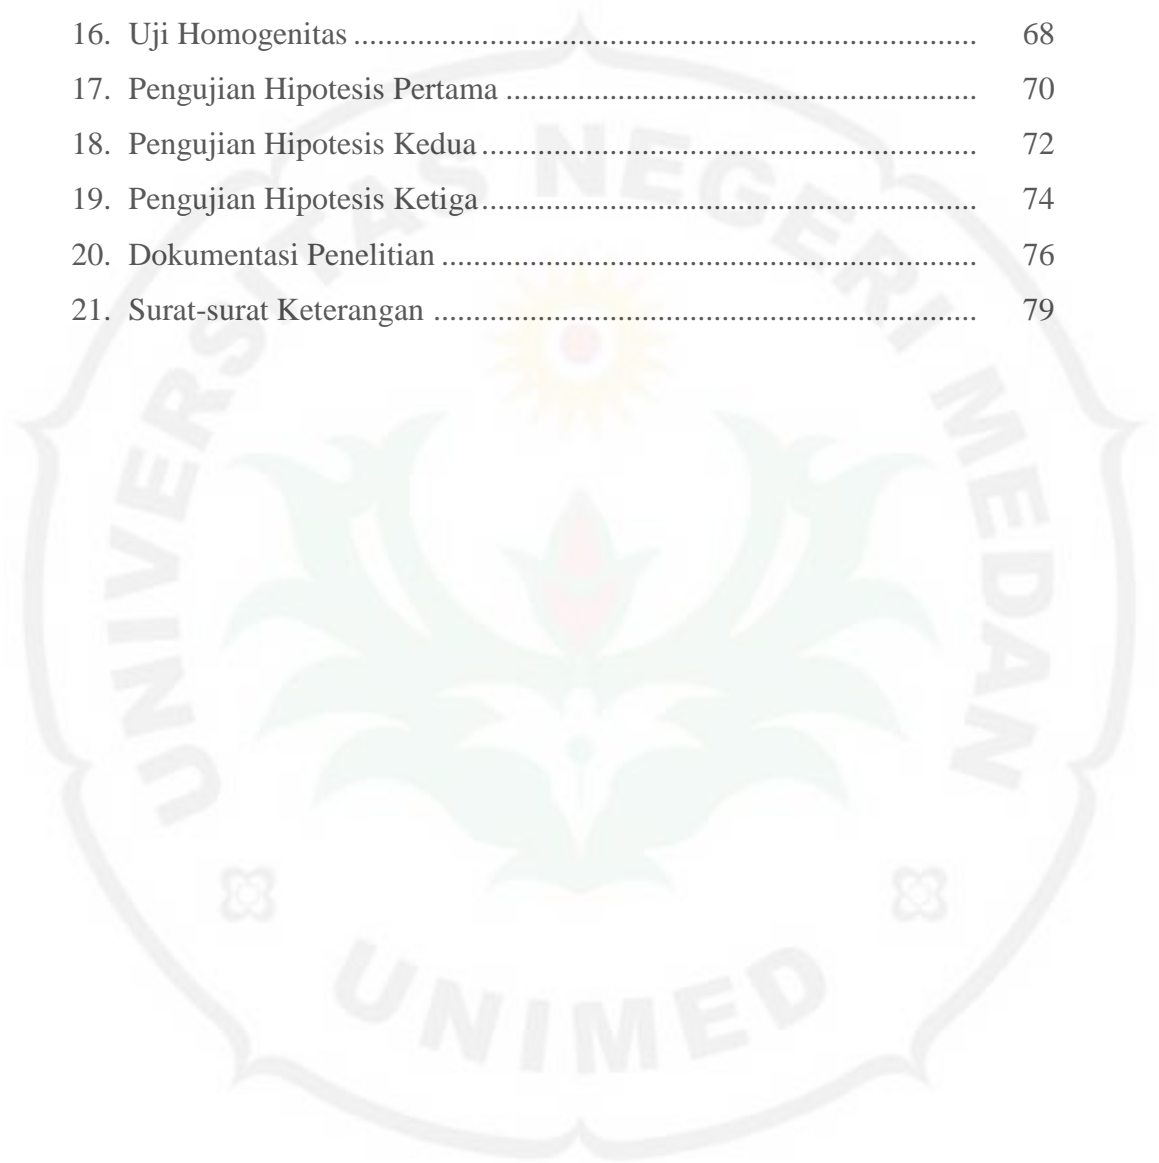 16. Uji Homogenitas ............................................................................. 68
17. Pengujian Hipotesis Pertama .......................................................... 70
18. Pengujian Hipotesis Kedua ............................................................. 72
19. Pengujian Hipotesis Ketiga ............................................................. 74
20. Dokumentasi Penelitian .................................................................. 76
21. Surat-surat Keterangan ................................................................... 79
UNIVERSITAS NEGERI MEDAN
UNIMED